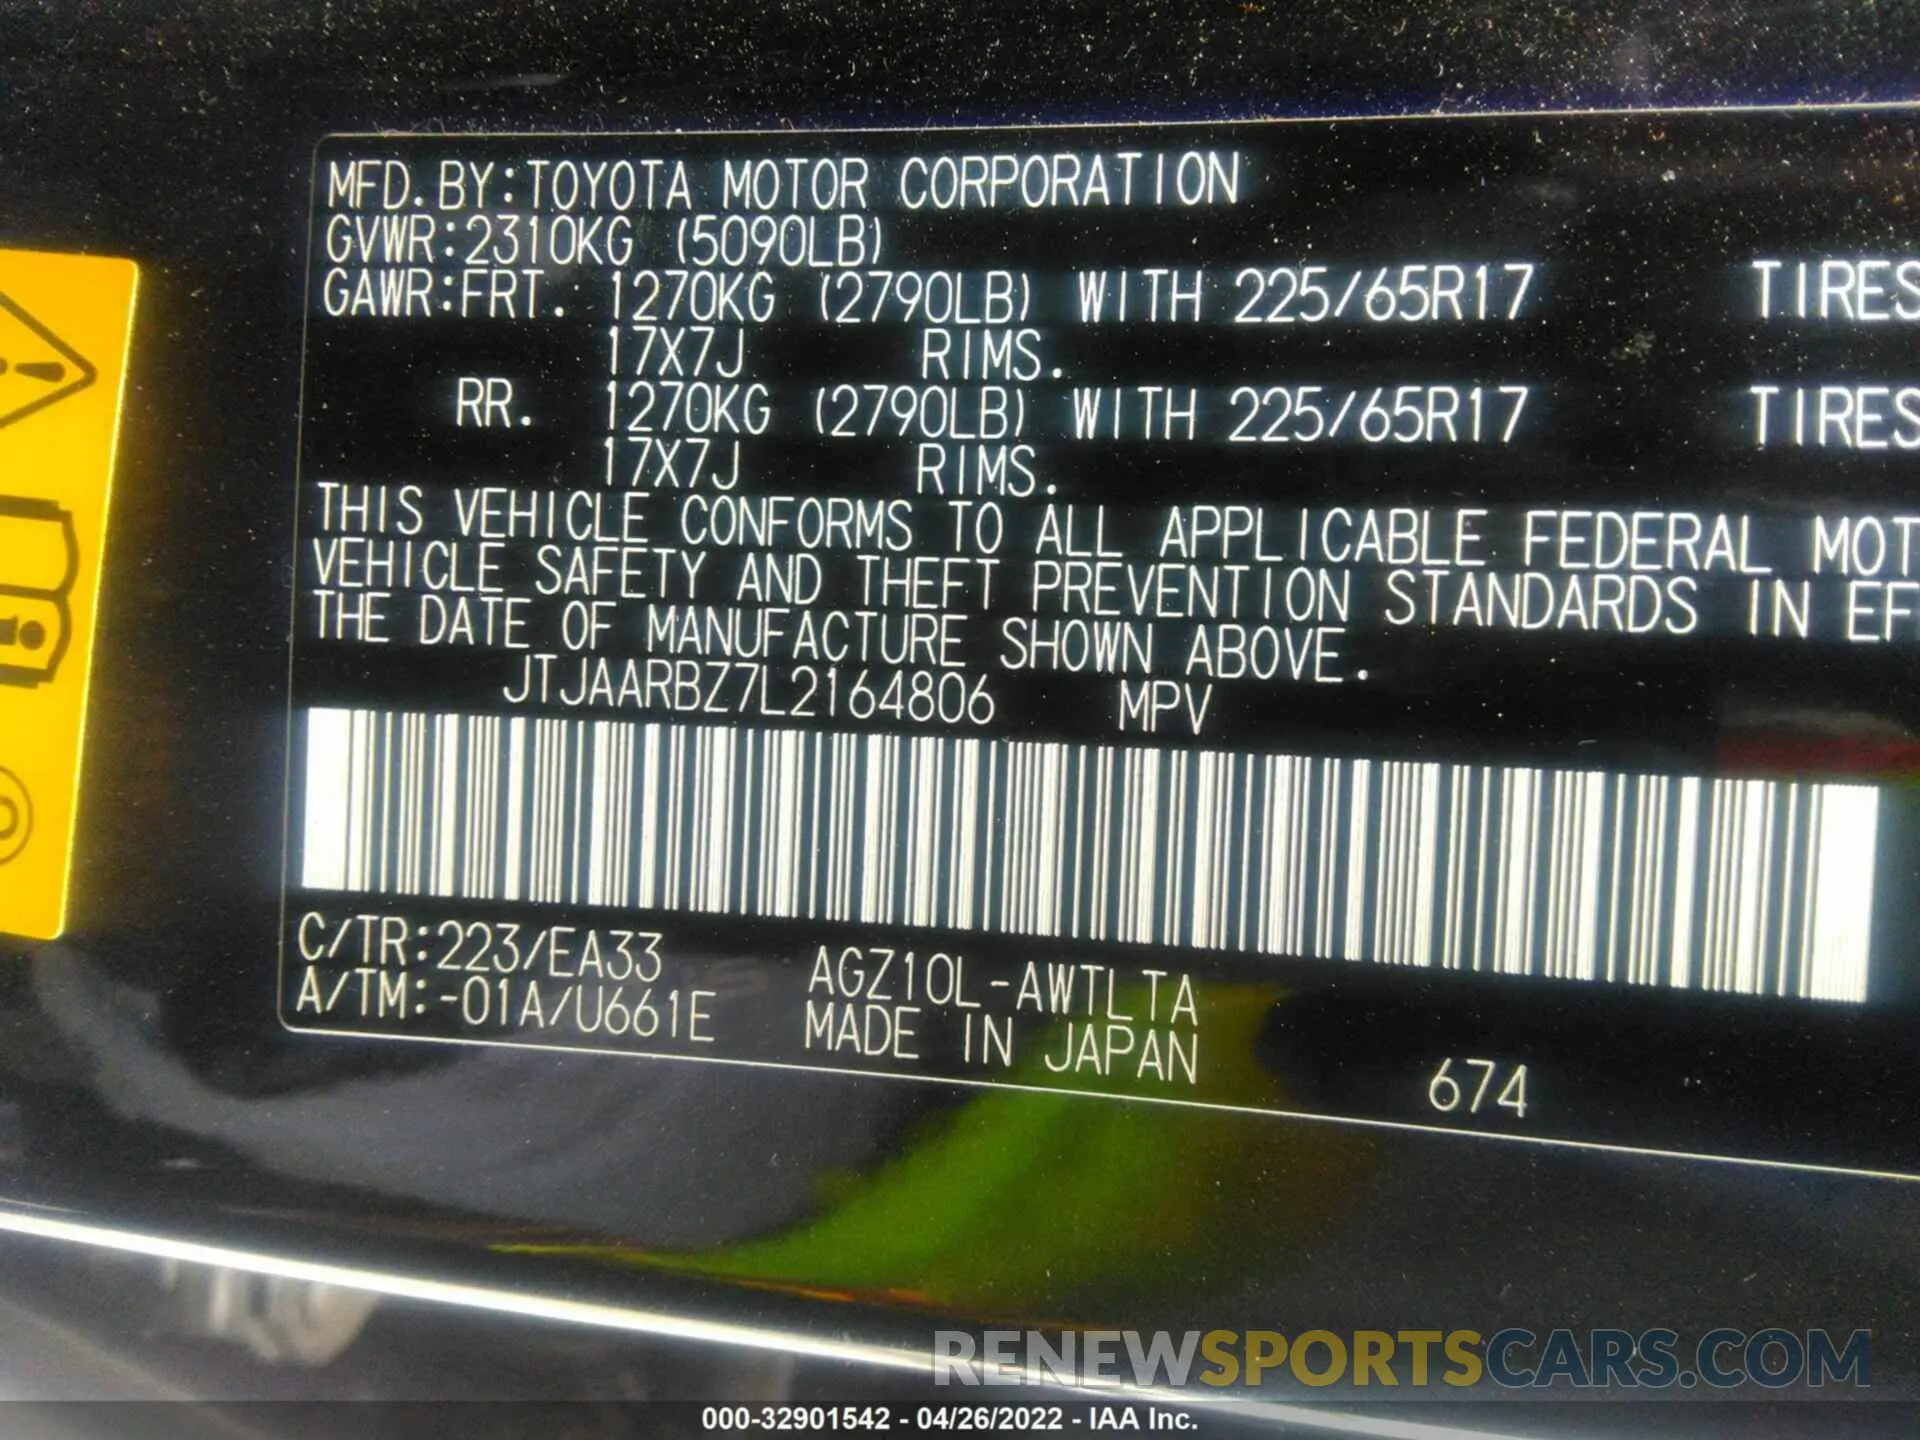 MFD.BY:TOYOTA MOTOR CORPORATION
GVWR:2310KG (5090LB)
GAWR:FRT. 1270KG (2790LB) WITH 225/65R17 TIRES
17X7J RIMS.
RR. 1270KG (2790LB) WITH 225/65R17 TIRES
17X7J RIMS.
THIS VEHICLE CONFORMS TO ALL APPLICABLE FEDERAL MOT
VEHICLE SAFETY AND THEFT PREVENTION STANDARDS IN EF
THE DATE OF MANUFACTURE SHOWN ABOVE.
JTJAARBZ7L2164806 MPV
C/TR:223/EA33 AGZ10L-AWTLTA
A/TM:-01A/U661E MADE IN JAPAN
674
RENEWSPORTSCARS.COM
000-32901542 - 04/26/2022 - IAA Inc.